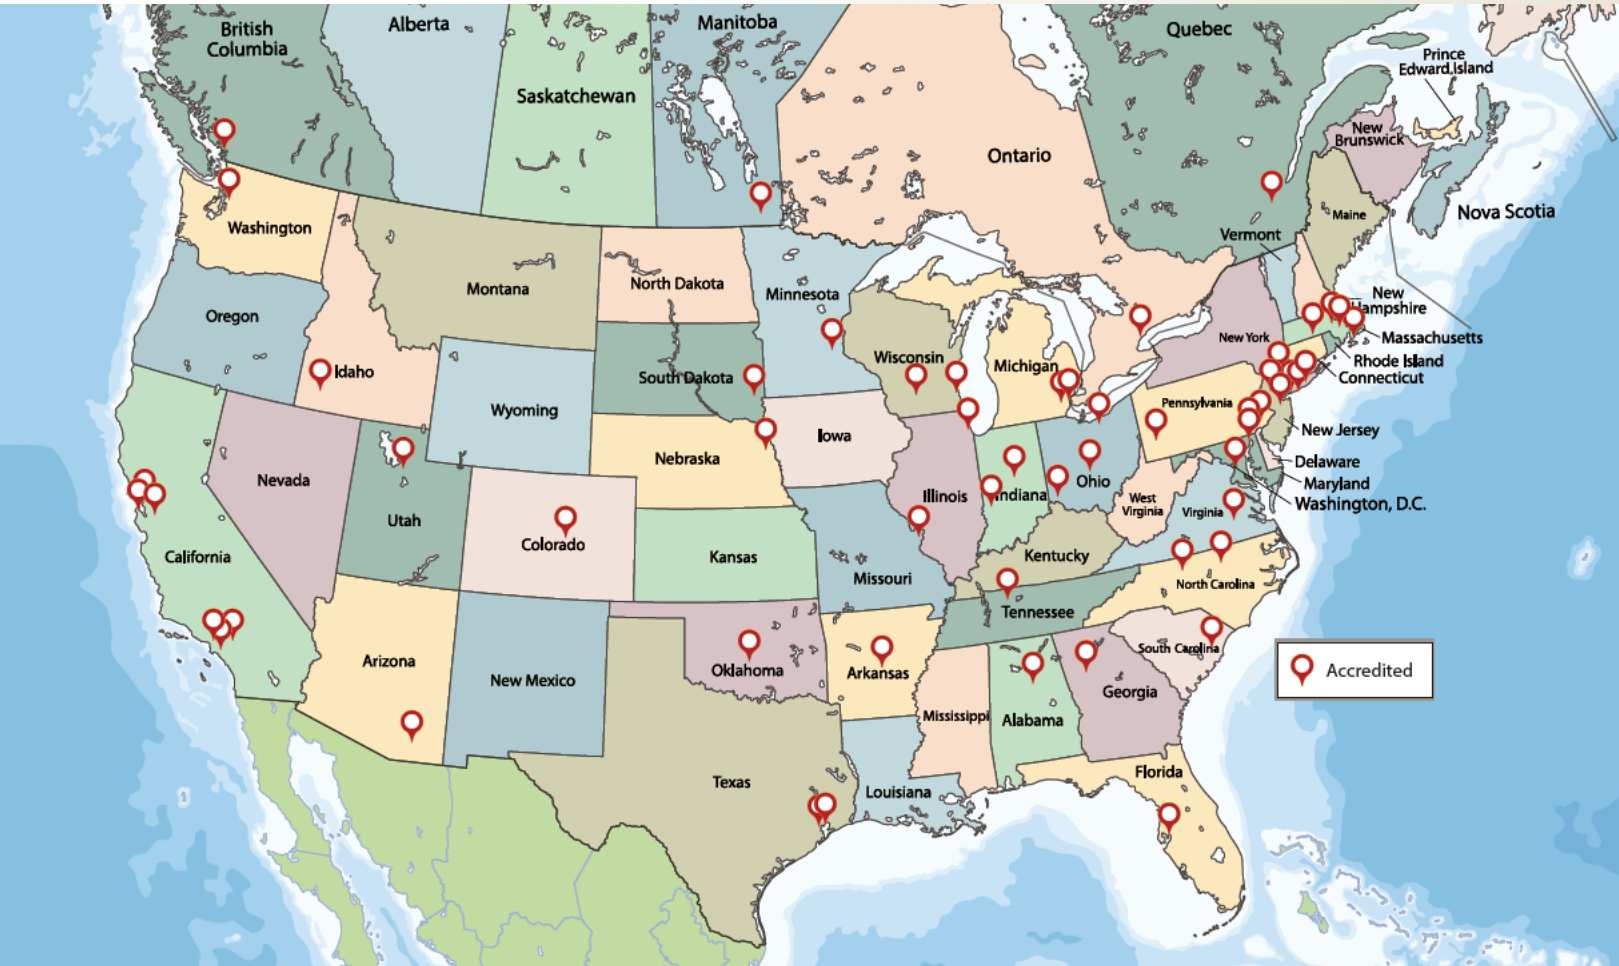 British
Columbia
Alberta
Saskatchewan
Manitoba
Ontario
Quebec
Prince
Edward Island
New
Brunswick
Nova Scotia
Maine
Vermont
Washington
Montana
North Dakota
Minnesota
Oregon
Idaho
Wyoming
South Dakota
Wisconsin
Michigan
New York
New
Hampshire
Massachusetts
Rhode Island
Connecticut
Pennsylvania
New Jersey
Delaware
Maryland
Washington, D.C.
Nevada
Utah
California
Colorado
Nebraska
Iowa
Illinois
Indiana
Ohio
West
Virginia
Virginia
Kansas
Missouri
Kentucky
North Carolina
Tennessee
South Carolina
Arizona
New Mexico
Oklahoma
Arkansas
Mississippi
Alabama
Georgia
Texas
Louisiana
Florida
Accredited